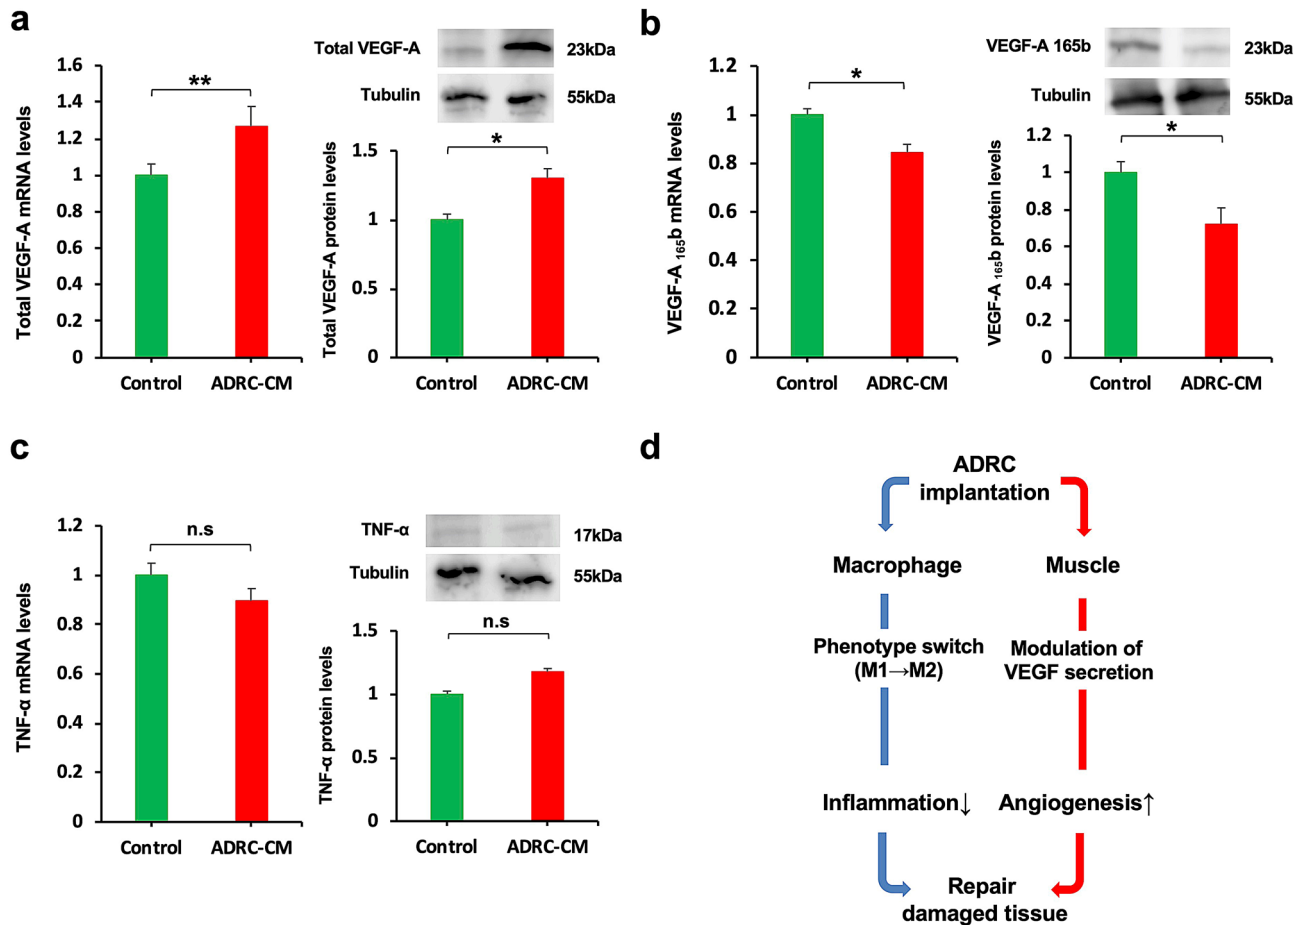 a
Total VEGF-A mRNA levels
1.6
1.4
1.2
1
0.8
0.6
0.4
0.2
0
**
Control
ADRC-CM
Total VEGF-A
23kDa
Tubulin
55kDa
Total VEGF-A protein levels
1.5
1
0.5
0
*
Control
ADRC-CM
b
VEGF-A 165b mRNA levels
1.2
1
0.8
0.6
0.4
0.2
0
*
Control
ADRC-CM
VEGF-A 165b
23kDa
Tubulin
55kDa
VEGF-A 165b protein levels
1.2
1
0.8
0.6
0.4
0.2
0
*
Control
ADRC-CM
c
TNF-α mRNA levels
1.2
1
0.8
0.6
0.4
0.2
0
n.s
Control
ADRC-CM
TNF-α
17kDa
Tubulin
55kDa
TNF-α protein levels
1.5
1
0.5
0
n.s
Control
ADRC-CM
d
ADRC
implantation
Macrophage
Muscle
Phenotype switch
(M1→M2)
Modulation of
VEGF secretion
Inflammation↓
Angiogenesis↑
Repair
damaged tissue